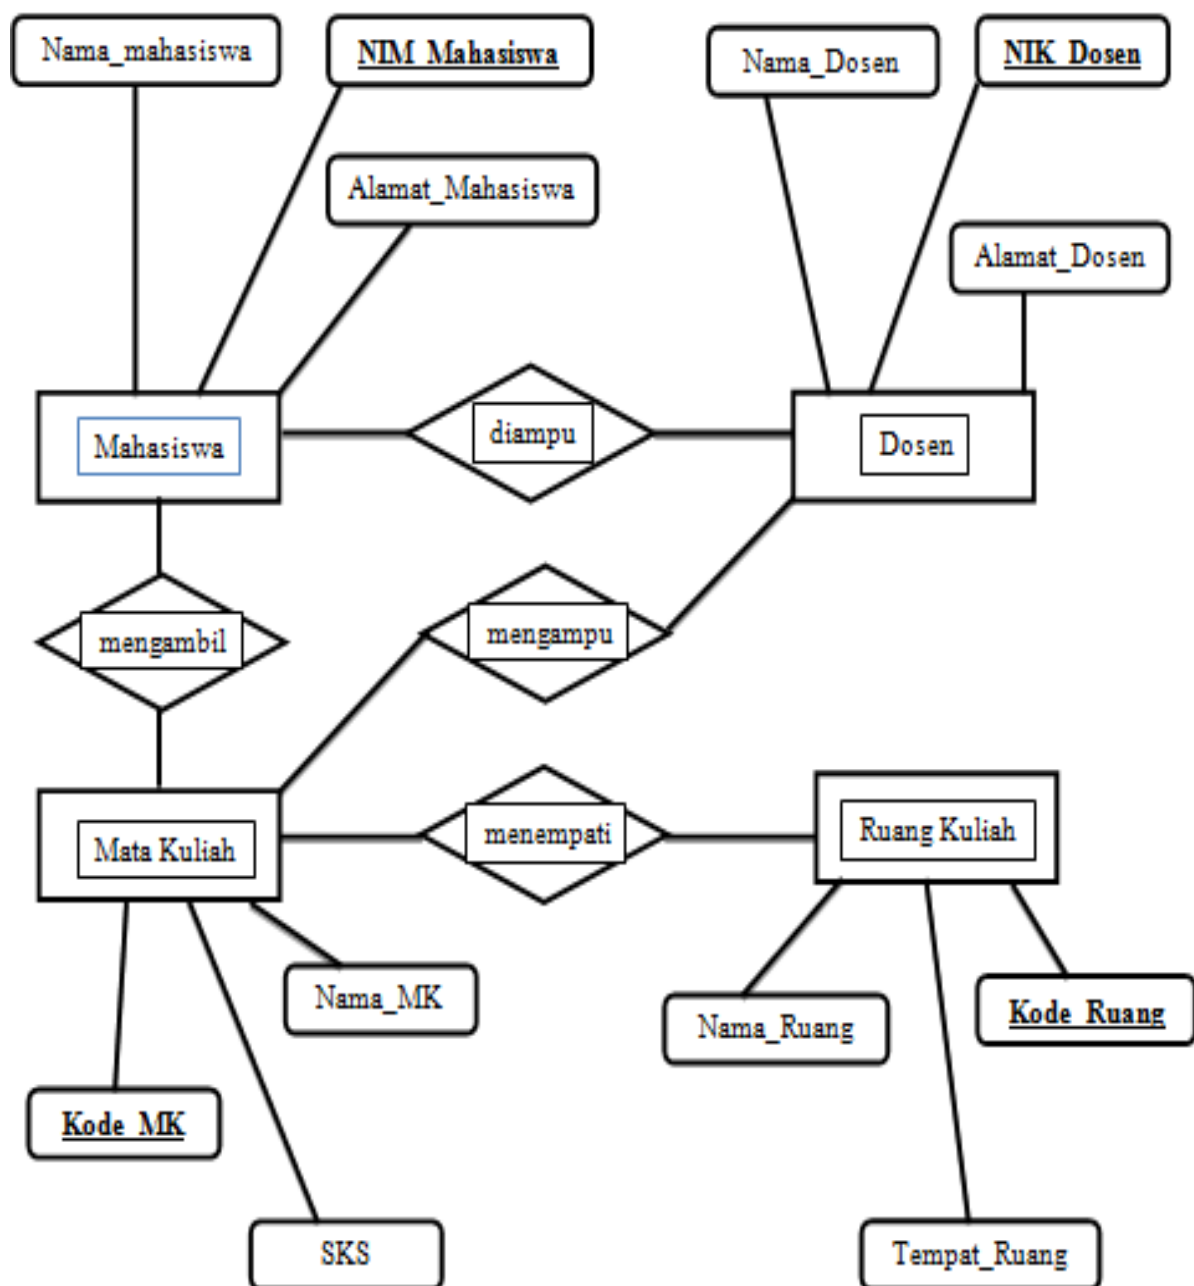 Nama_mahasiswa
NIM_Mahasiswa
Nama_Dosen
NIK_Dosen
Alamat_Mahasiswa
Alamat_Dosen
Mahasiswa
diampu
Dosen
mengambil
mengampu
Mata Kuliah
menempati
Ruang Kuliah
Nama_MK
Nama_Ruang
Kode_Ruang
Kode_MK
SKS
Tempat_Ruang